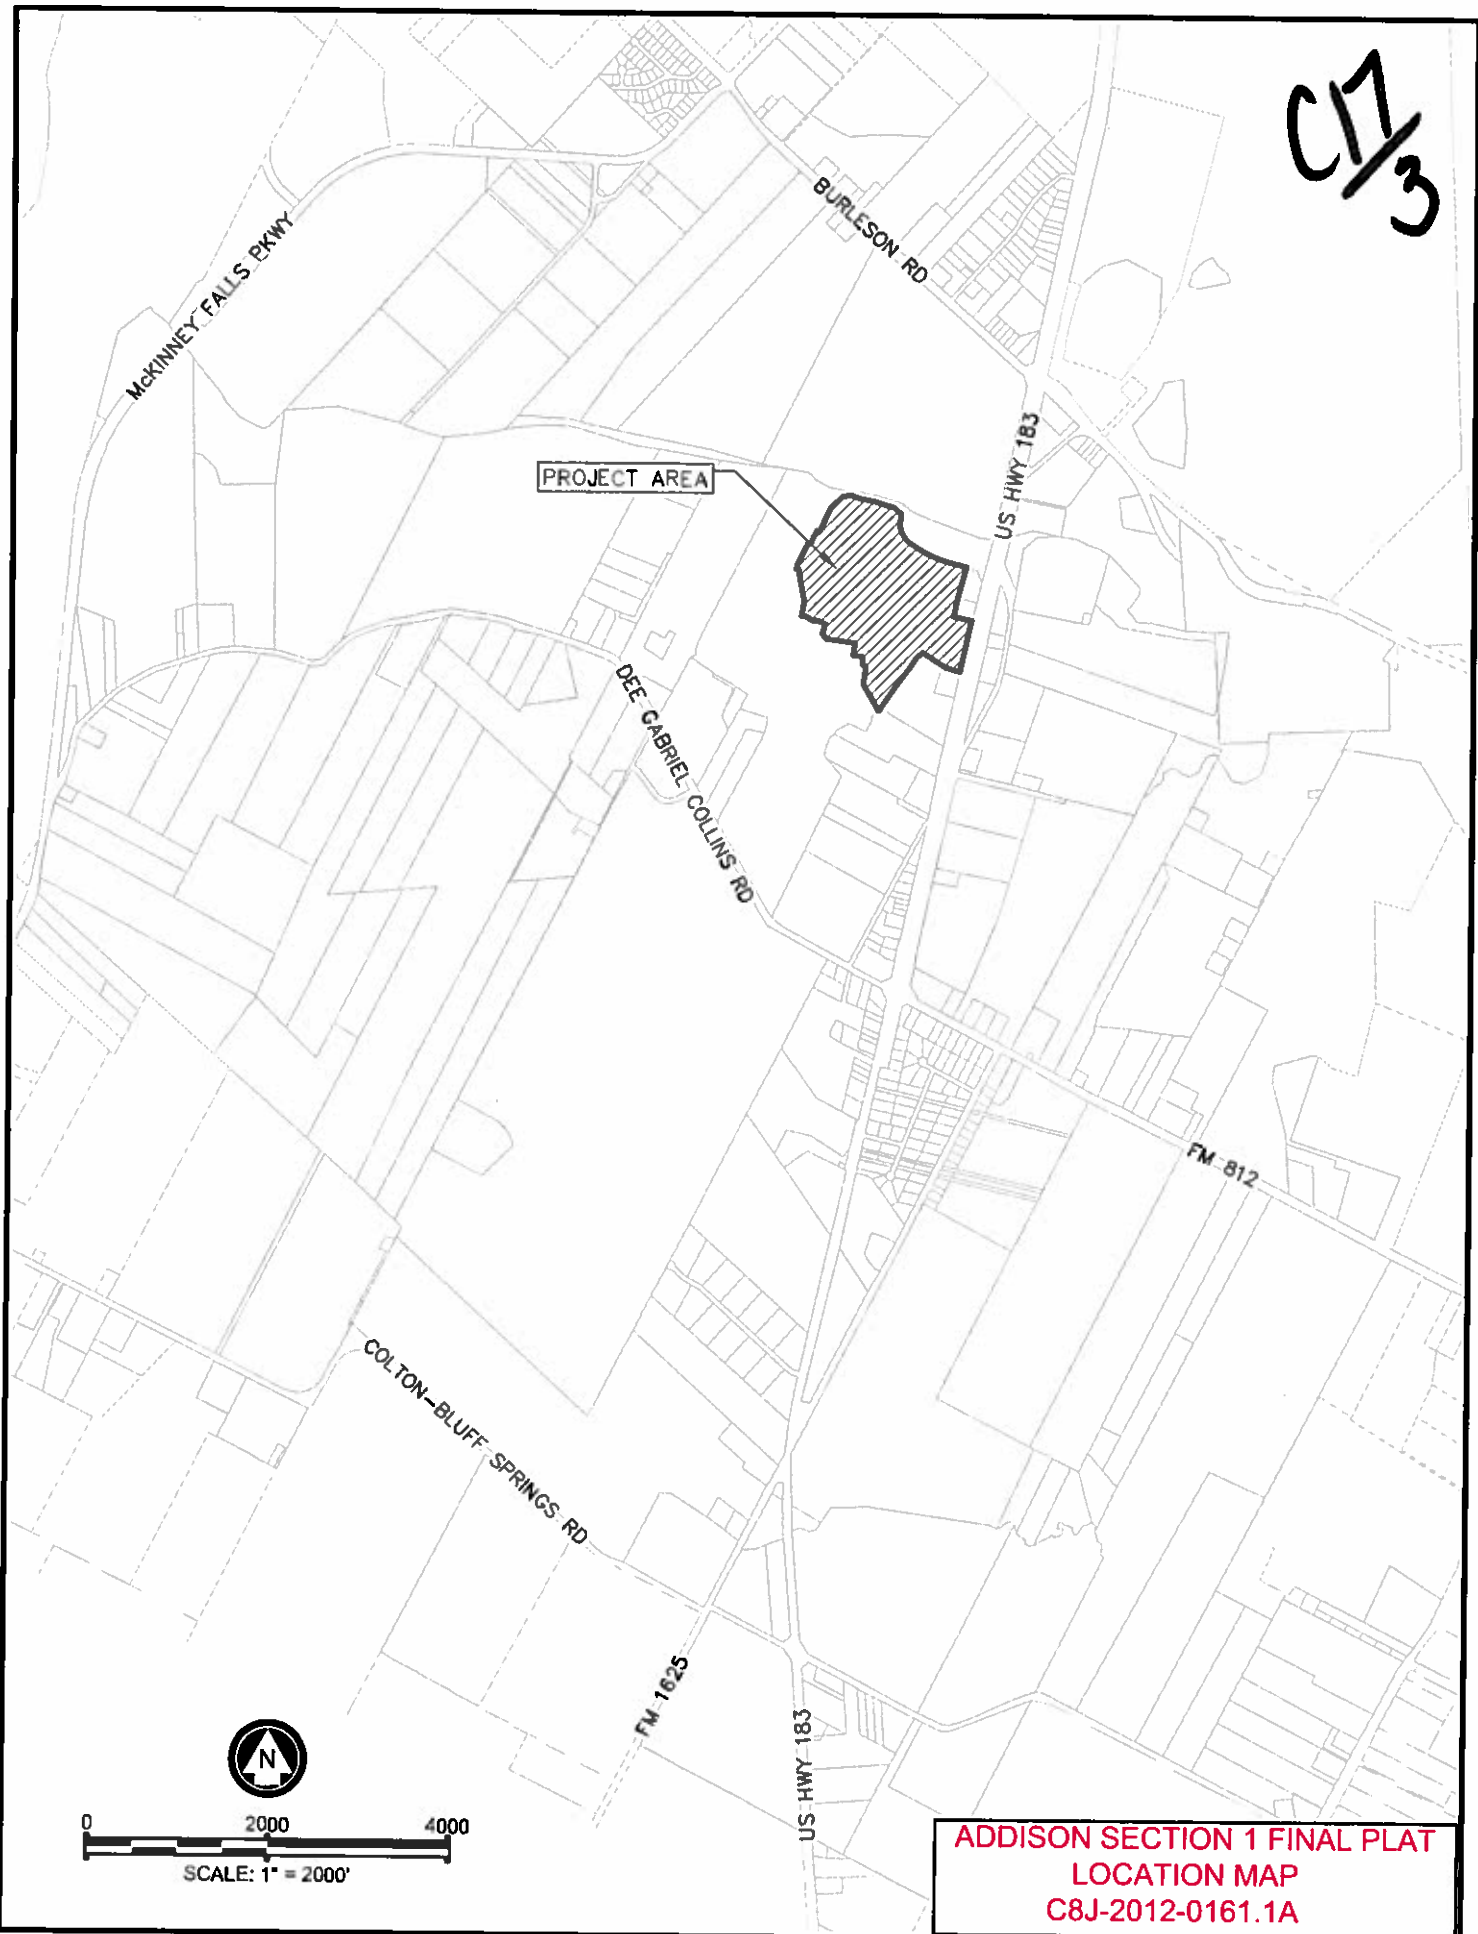 C17/3
BURLESON RD
McKINNEY FALLS PKWY
US HWY 183
PROJECT AREA
DEE GABRIEL COLLINS RD
FM 812
COLTON-BLUFF SPRINGS RD
FM 1625
US HWY 183
N
0 2000 4000
SCALE: 1" = 2000'
ADDISON SECTION 1 FINAL PLAT
LOCATION MAP
C8J-2012-0161.1A